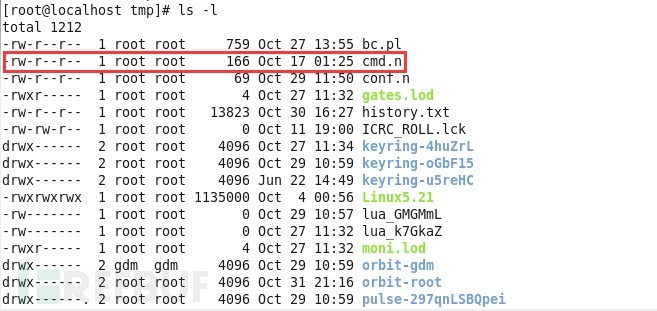 [root@localhost tmp]# ls -l
total 1212
-rw-r--r-- 1 root root 759 Oct 27 13:55 bc.pl
-rw-r--r-- 1 root root 166 Oct 17 01:25 cmd.n
-rw-r--r-- 1 root root 69 Oct 29 11:50 conf.n
-rwxr----- 1 root root 4 Oct 27 11:32 gates.lod
-rw-r--r-- 1 root root 13823 Oct 30 16:27 history.txt
-rw-rw-r-- 1 root root 0 Oct 11 19:00 ICRC_ROLL.lck
drwx------ 2 root root 4096 Oct 27 11:34 keyring-4huZrL
drwx------ 2 root root 4096 Oct 29 10:59 keyring-oGbF15
drwx------ 2 root root 4096 Jun 22 14:49 keyring-u5reHC
-rwxrwxrwx 1 root root 1135000 Oct 4 00:56 Linux5.21
-rw------- 1 root root 0 Oct 29 10:57 lua_GMGMmL
-rw------- 1 root root 0 Oct 27 11:32 lua_k7GkaZ
-rwxr----- 1 root root 4 Oct 27 11:32 moni.lod
drwx------ 2 gdm gdm 4096 Oct 29 10:59 orbit-gdm
drwx------ 2 root root 4096 Oct 31 21:16 orbit-root
drwx------. 2 root root 4096 Oct 29 10:59 pulse-297qnLSBQpei
REEBUF